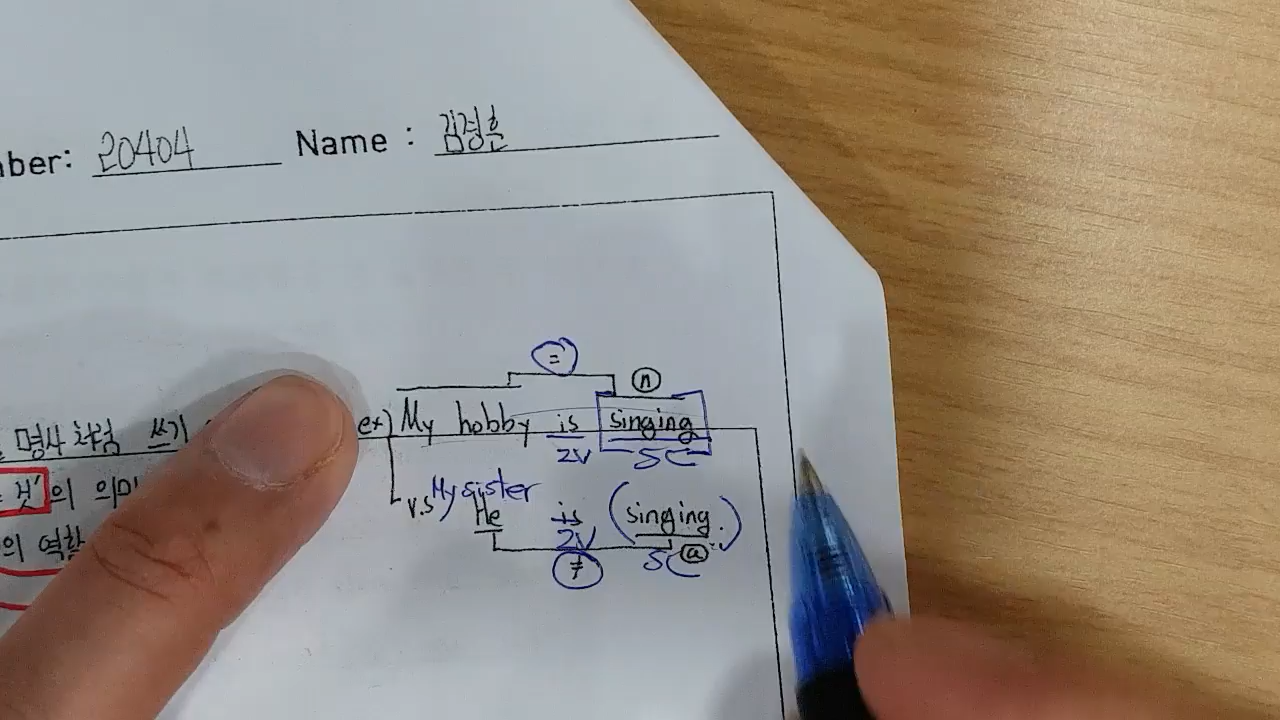 mber: 20404 Name : 김경훈
=
n
명사 처럼 쓰기 ex) My hobby is singing
2V SC
것'의 의미
v.s My sister
He is (singing.)
의 역할 2V SC ⓐ
≠